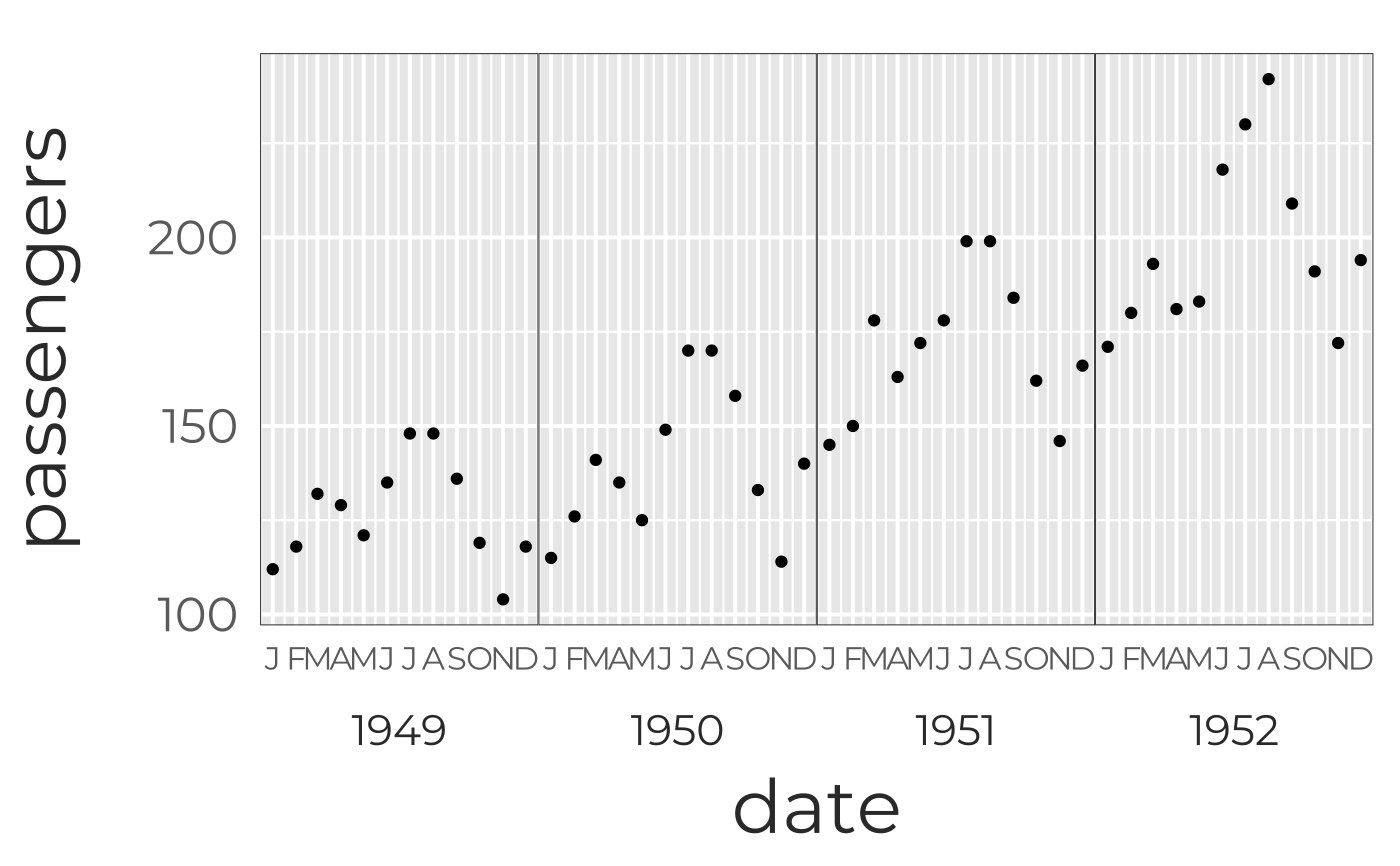 passengers
200
150
100
J F M A M J J A S O N D J F M A M J J A S O N D J F M A M J J A S O N D J F M A M J J A S O N D
1949 1950 1951 1952
date